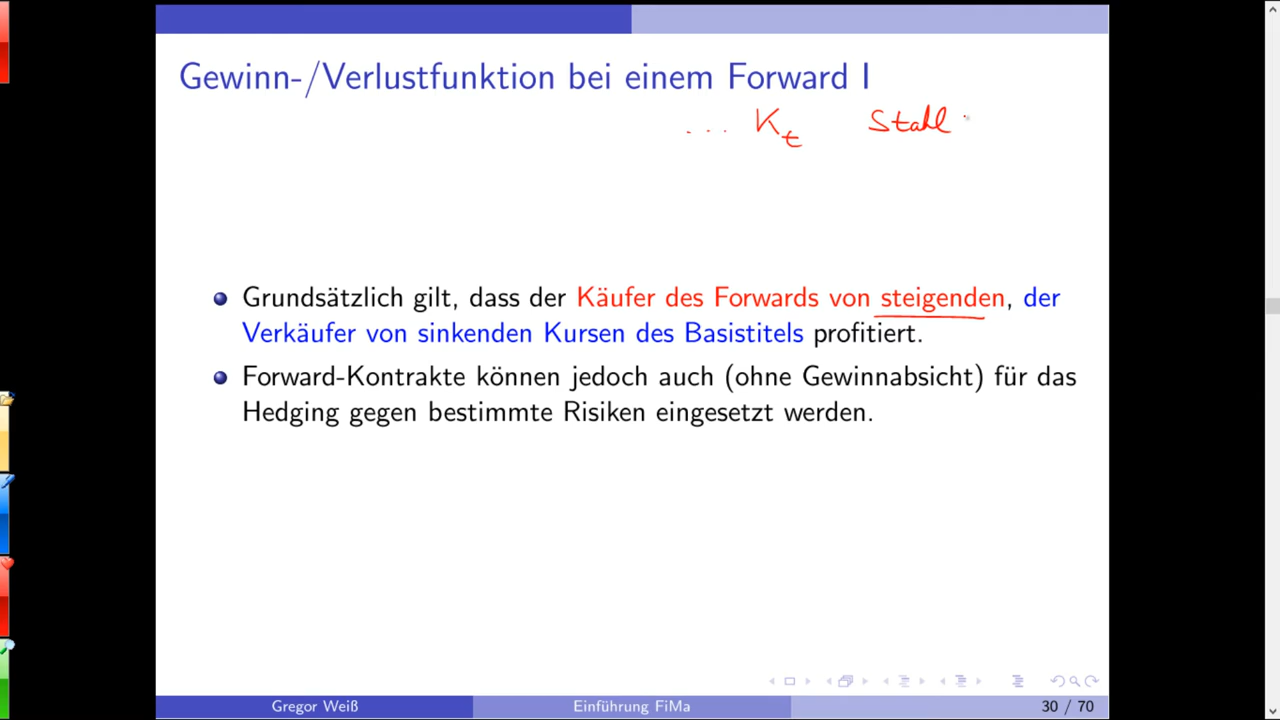 Gewinn-/Verlustfunktion bei einem Forward I
... K_t Stahl
Grundsätzlich gilt, dass der Käufer des Forwards von steigenden, der
Verkäufer von sinkenden Kursen des Basistitels profitiert.
Forward-Kontrakte können jedoch auch (ohne Gewinnabsicht) für das
Hedging gegen bestimmte Risiken eingesetzt werden.
Gregor Weiß Einführung FiMa 30 / 70